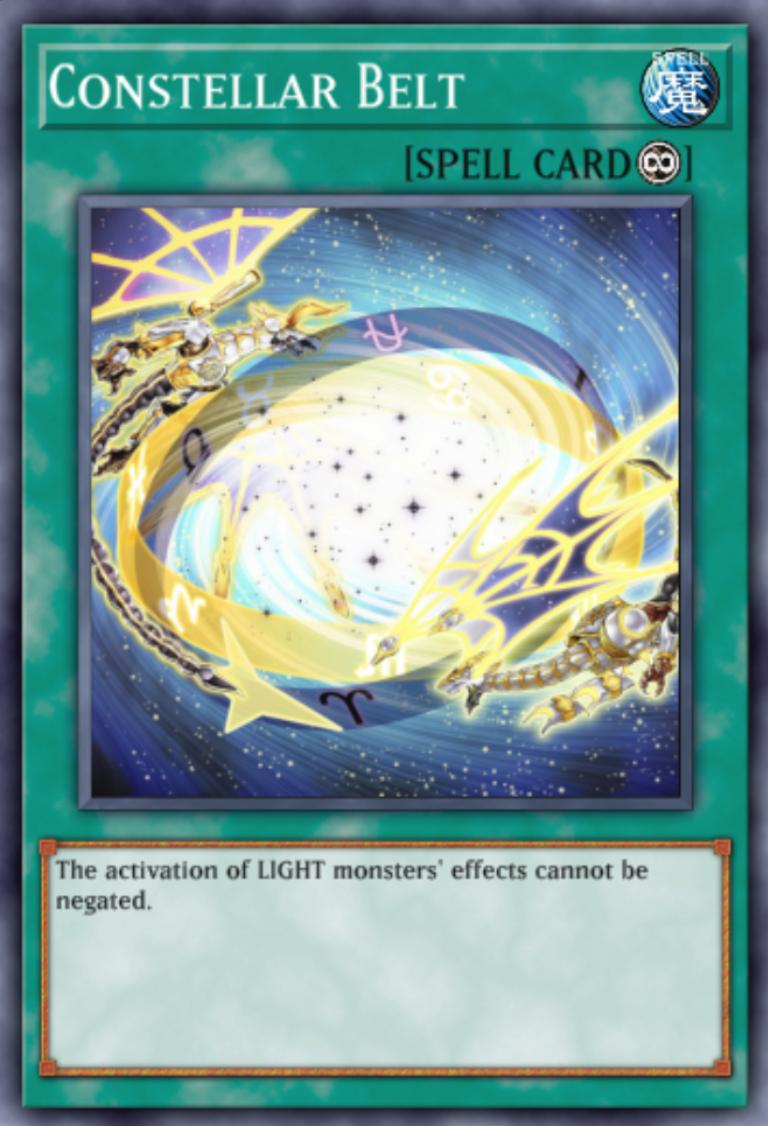 CONSTELLAR BELT
SPELL
魔
[SPELL CARD♾]
♉
♋
♎
♓
♑
♏
♈
The activation of LIGHT monsters' effects cannot be
negated.